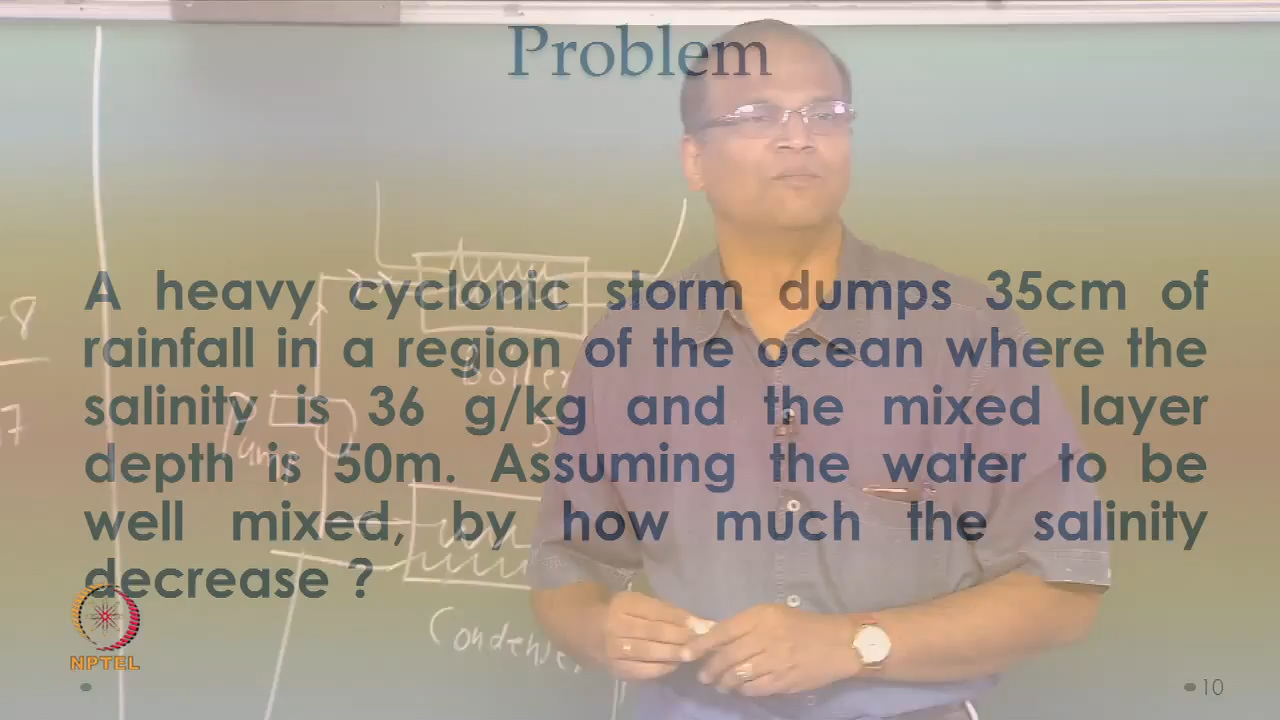 Problem
A heavy cyclonic storm dumps 35cm of
rainfall in a region of the ocean where the
salinity is 36 g/kg and the mixed layer
depth is 50m. Assuming the water to be
well mixed, by how much the salinity
decrease ?
Boiler
Pump
NPTEL
10